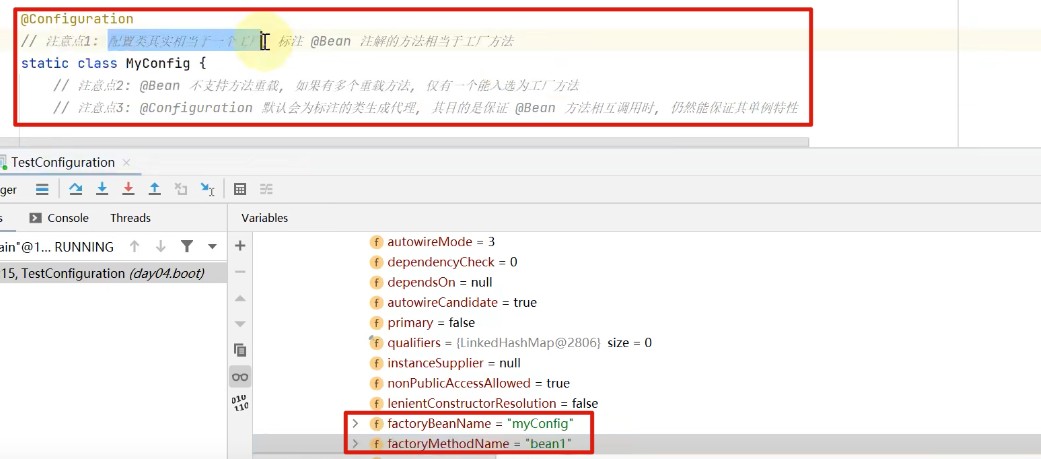 @Configuration
// 注意点1: 配置类其实相当于一个工厂, 标注 @Bean 注解的方法相当于工厂方法
static class MyConfig {
// 注意点2: @Bean 不支持方法重载, 如果有多个重载方法, 仅有一个能入选为工厂方法
// 注意点3: @Configuration 默认会为标注的类生成代理, 其目的是保证 @Bean 方法相互调用时, 仍然能保证其单例特性
TestConfiguration ×
ger
s
Console
Threads
Variables
ain"@1... RUNNING
15, TestConfiguration (day04.boot)
autowireMode = 3
dependencyCheck = 0
dependsOn = null
autowireCandidate = true
primary = false
qualifiers = {LinkedHashMap@2806} size = 0
instanceSupplier = null
nonPublicAccessAllowed = true
lenientConstructorResolution = false
factoryBeanName = "myConfig"
factoryMethodName = "bean1"